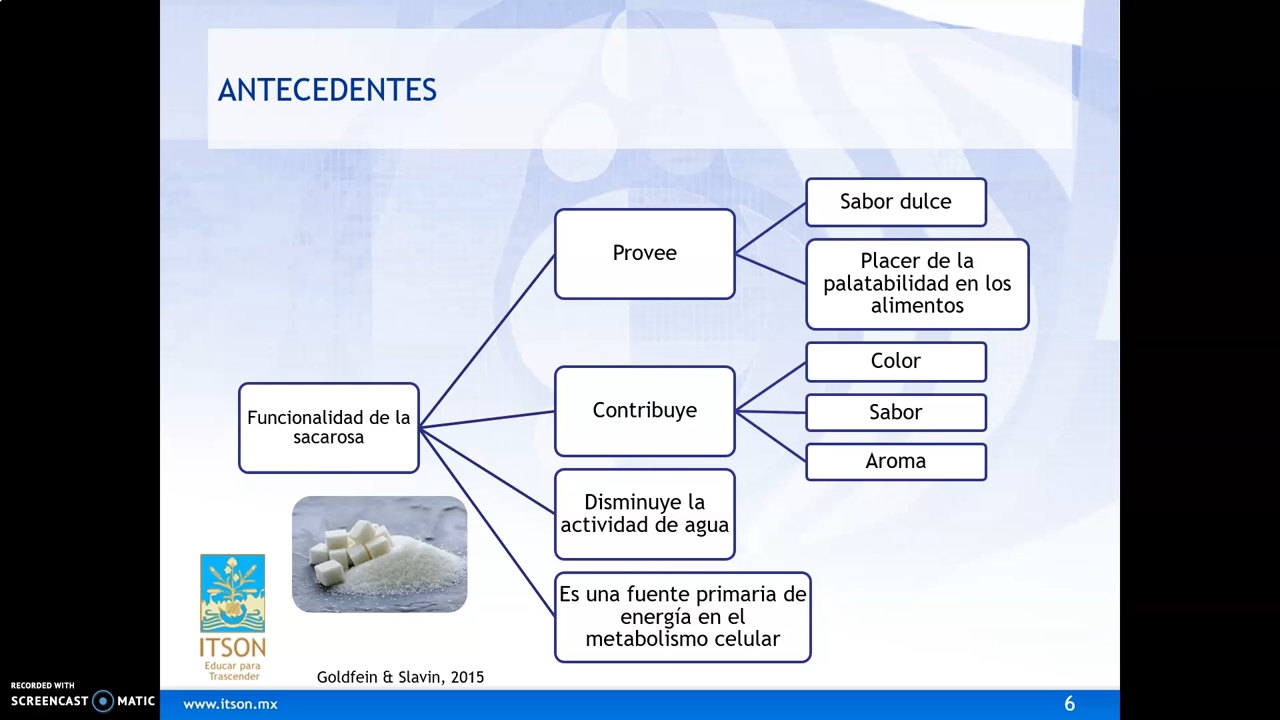 ANTECEDENTES
Sabor dulce
Provee
Placer de la
palatabilidad en los
alimentos
Color
Contribuye
Sabor
Aroma
Funcionalidad de la
sacarosa
Disminuye la
actividad de agua
Es una fuente primaria de
energía en el
metabolismo celular
ITSON
Educar para
Trascender
Goldfein & Slavin, 2015
RECORDED WITH
SCREENCAST MATIC
www.itson.mx
6